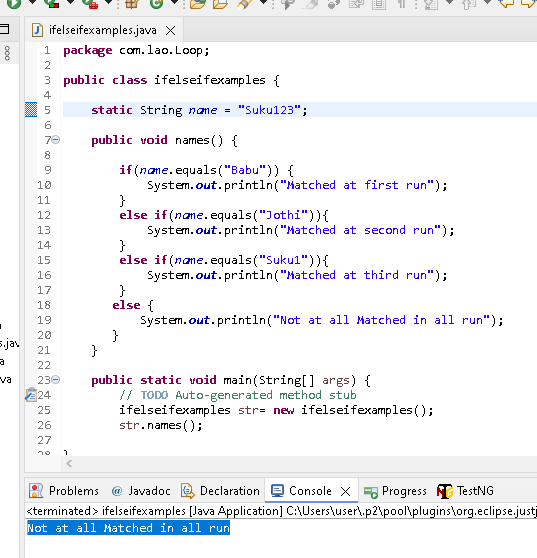 ifelseifexamples.java
1 package com.lao.Loop;
2
3 public class ifelseifexamples {
4
5 static String name = "Suku123";
6
7 public void names() {
8
9 if(name.equals("Babu")) {
10 System.out.println("Matched at first run");
11 }
12 else if(name.equals("Jothi")){
13 System.out.println("Matched at second run");
14 }
15 else if(name.equals("Suku1")){
16 System.out.println("Matched at third run");
17 }
18 else {
19 System.out.println("Not at all Matched in all run");
20 }
21 }
22
23 public static void main(String[] args) {
24 // TODO Auto-generated method stub
25 ifelseifexamples str= new ifelseifexamples();
26 str.names();
27
28 }
Problems Javadoc Declaration Console Progress TestNG
<terminated> ifelseifexamples [Java Application] C:\Users\user\.p2\pool\plugins\org.eclipse.justj
Not at all Matched in all run